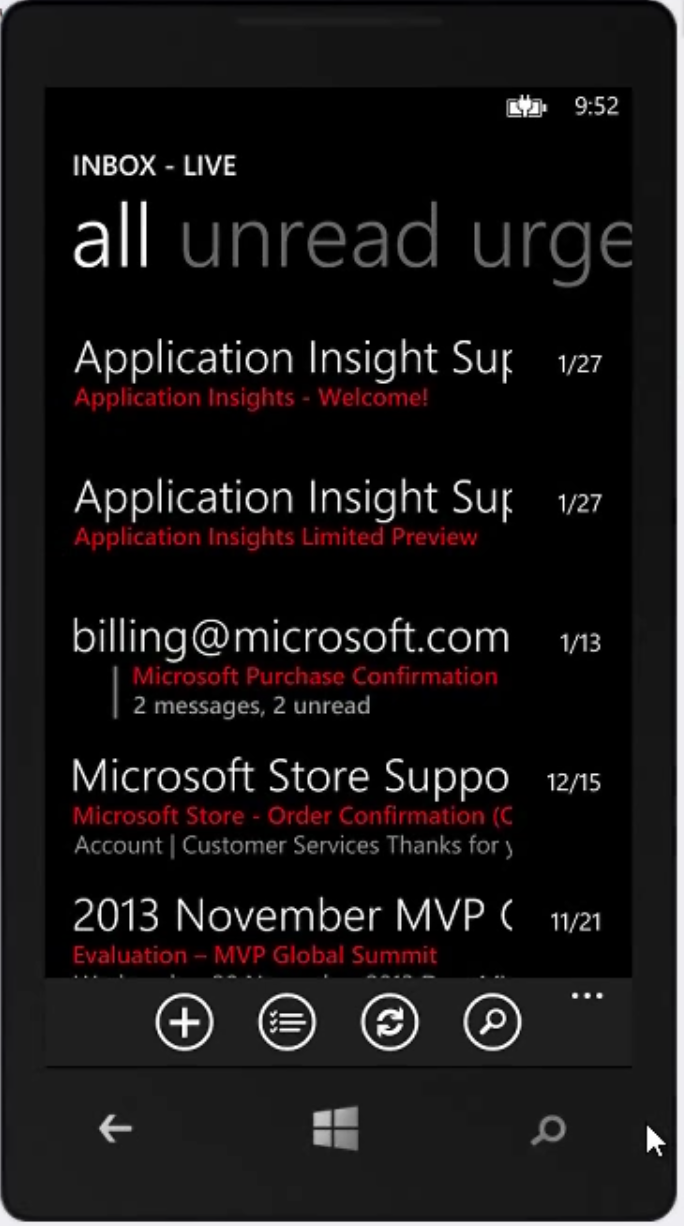 9:52
INBOX - LIVE
all unread urge
Application Insight Sup 1/27
Application Insights - Welcome!
Application Insight Sup 1/27
Application Insights Limited Preview
billing@microsoft.com 1/13
Microsoft Purchase Confirmation
2 messages, 2 unread
Microsoft Store Suppo 12/15
Microsoft Store - Order Confirmation (C
Account | Customer Services Thanks for y
2013 November MVP 11/21
Evaluation – MVP Global Summit